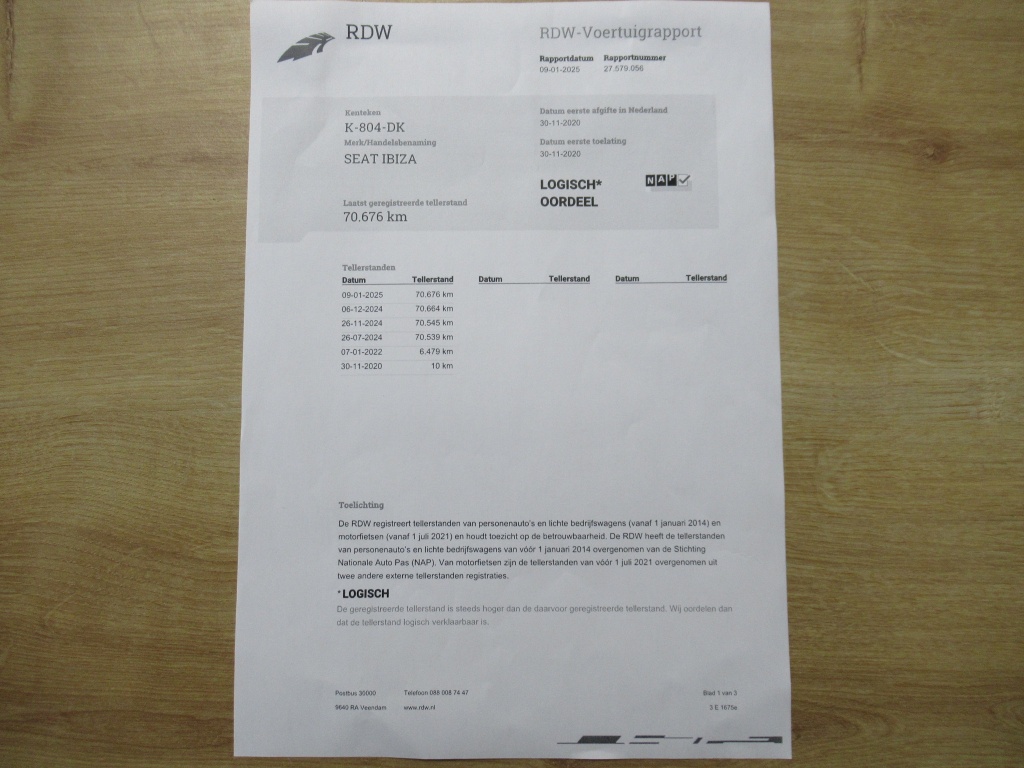 RDW
RDW-Voertuigrapport
Rapportdatum Rapportnummer
09-01-2025 27.579.056
Kenteken
K-804-DK
Merk/Handelsbenaming
SEAT IBIZA
Laatst geregistreerde tellerstand
70.676 km
Datum eerste afgifte in Nederland
30-11-2020
Datum eerste toelating
30-11-2020
LOGISCH*
OORDEEL
NAP
Tellerstanden
Datum Tellerstand Datum Tellerstand Datum Tellerstand
09-01-2025 70.676 km
06-12-2024 70.664 km
26-11-2024 70.545 km
26-07-2024 70.539 km
07-01-2022 6.479 km
30-11-2020 10 km
Toelichting
De RDW registreert tellerstanden van personenauto's en lichte bedrijfswagens (vanaf 1 januari 2014) en
motorfietsen (vanaf 1 juli 2021) en houdt toezicht op de betrouwbaarheid. De RDW heeft de tellerstanden
van personenauto's en lichte bedrijfswagens van vóór 1 januari 2014 overgenomen van de Stichting
Nationale Auto Pas (NAP). Van motorfietsen zijn de tellerstanden van vóór 1 juli 2021 overgenomen uit
twee andere externe tellerstanden registraties.
*LOGISCH
De geregistreerde tellerstand is steeds hoger dan de daarvoor geregistreerde tellerstand. Wij oordelen dan
dat de tellerstand logisch verklaarbaar is.
Postbus 30000 Telefoon 088 008 74 47 Blad 1 van 3
9640 RA Veendam www.rdw.nl 3 E 1675e